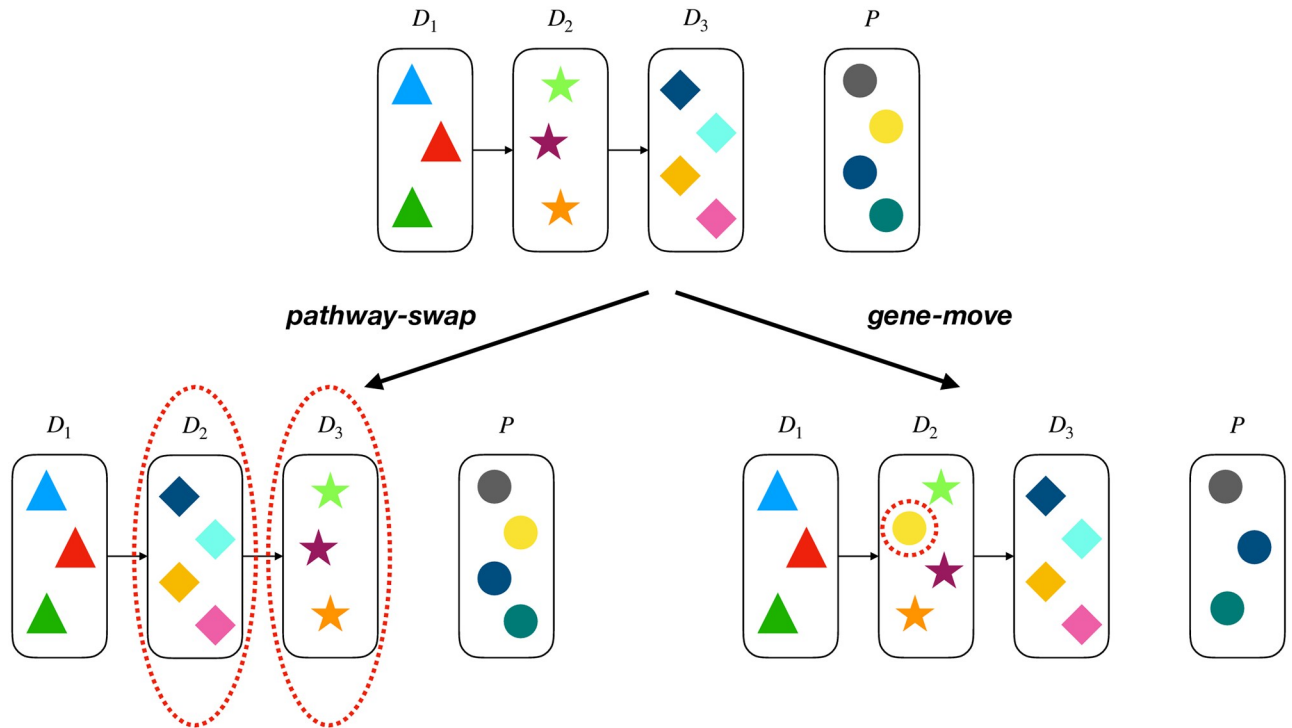 D₁ D₂ D₃ P
pathway-swap gene-move
D₁ D₂ D₃ P D₁ D₂ D₃ P